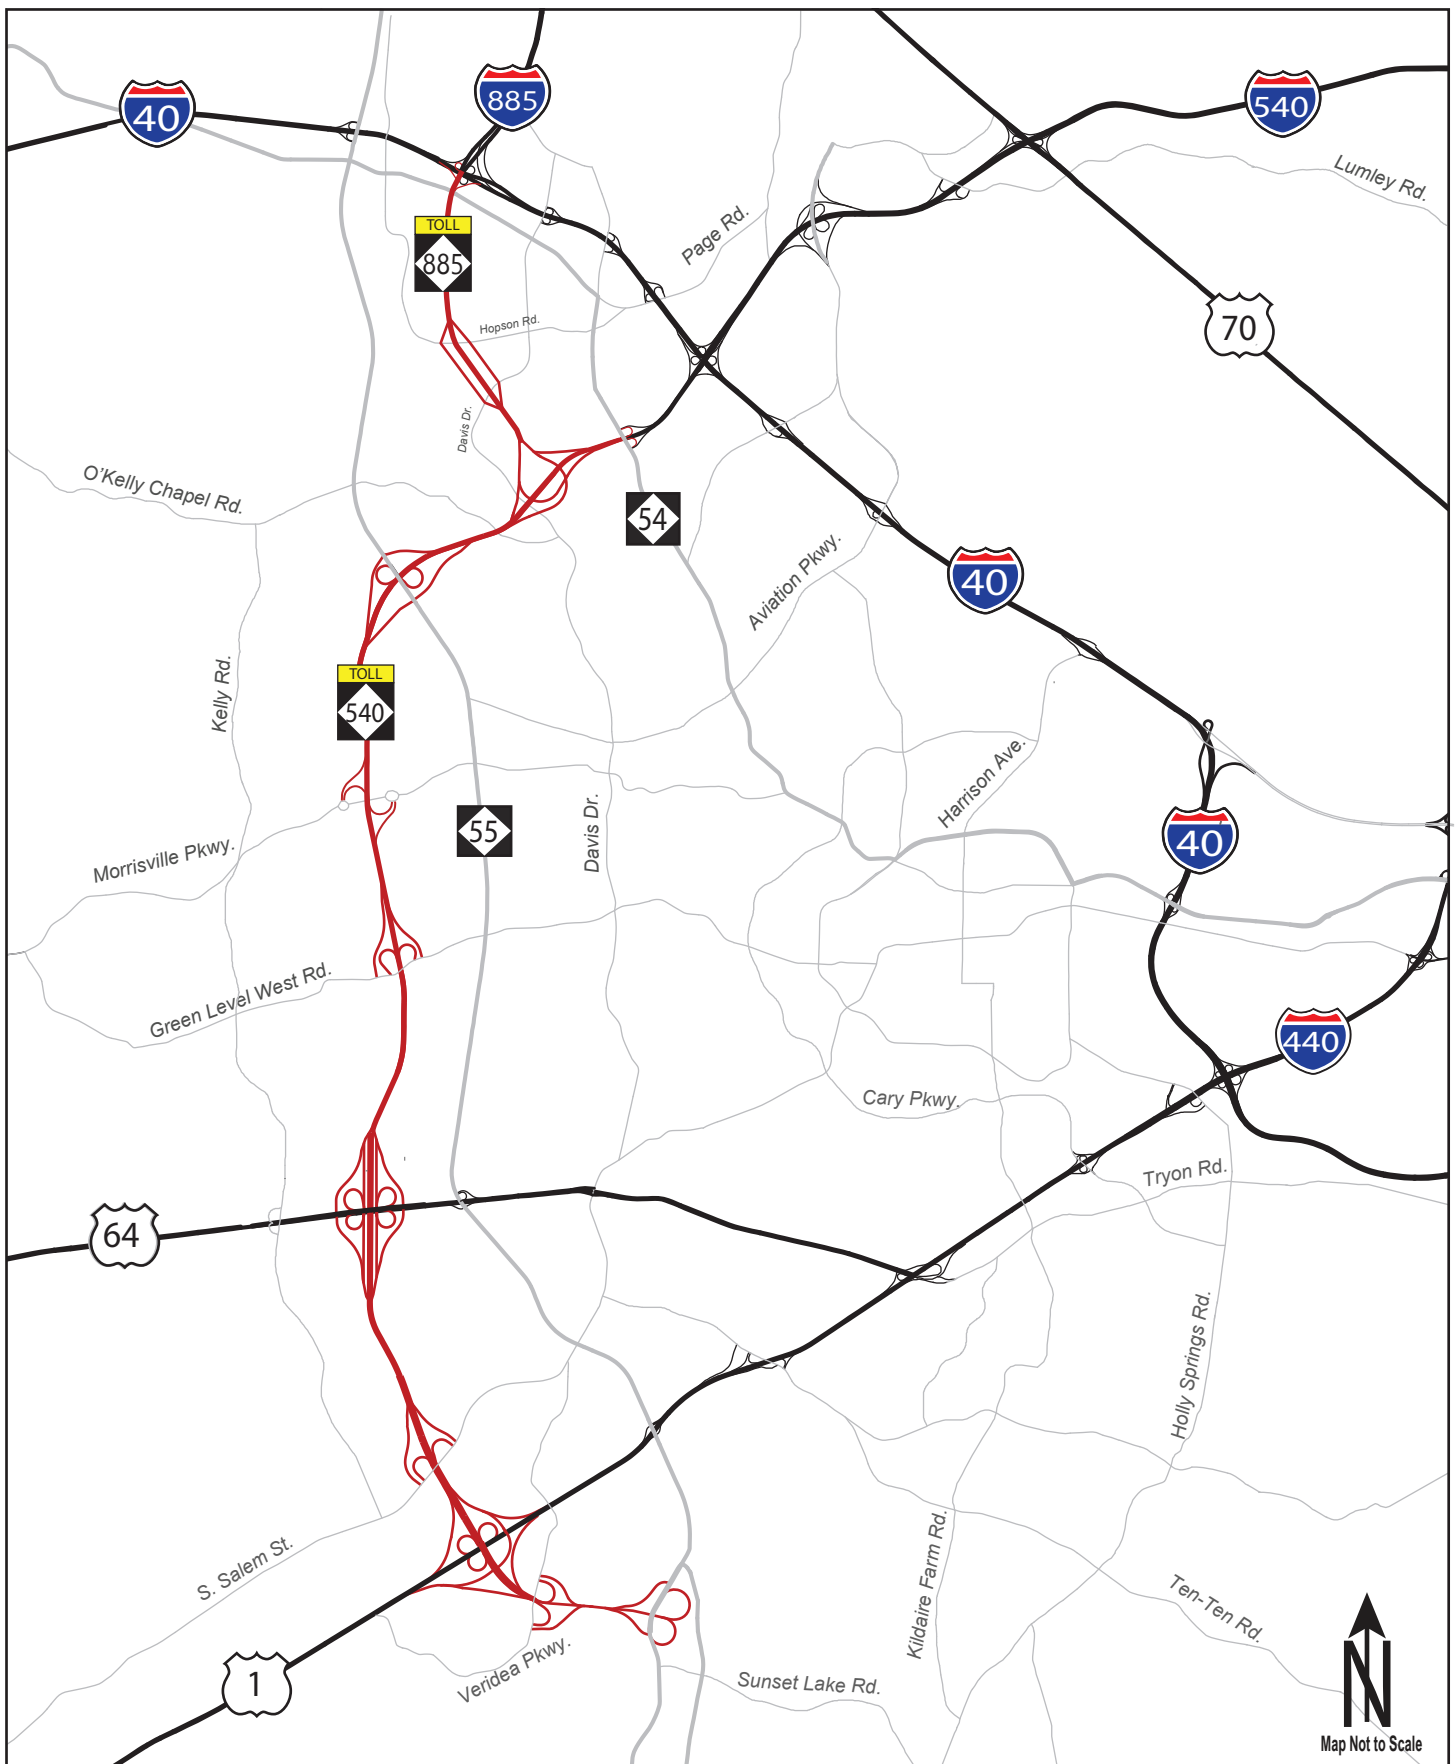 885
540
40
Lumley Rd.
Page Rd.
TOLL
885
Hopson Rd.
70
Davis Dr.
O'Kelly Chapel Rd.
54
Aviation Pkwy.
40
Kelly Rd.
TOLL
540
Harrison Ave.
55
Davis Dr.
40
Morrisville Pkwy.
Green Level West Rd.
440
Cary Pkwy.
Tryon Rd.
64
Holly Springs Rd.
S. Salem St.
Kildaire Farm Rd.
Ten-Ten Rd.
Veridea Pkwy.
1
Sunset Lake Rd.
N
Map Not to Scale